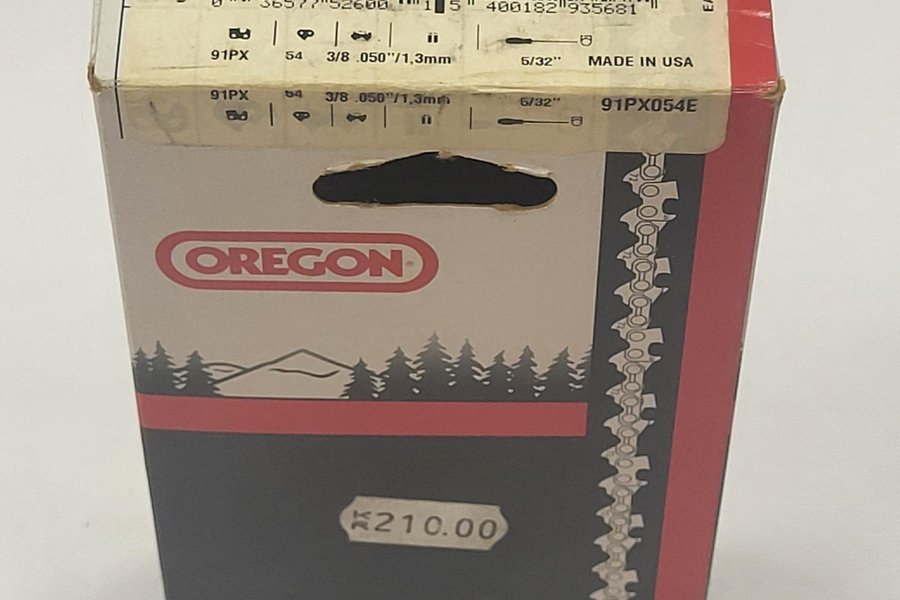 0 36577 52600 1 5 400182 935681
91PX 54 3/8 .050"/1,3mm 5/32" MADE IN USA
91PX 54 3/8 .050"/1,3mm 5/32" 91PX054E
OREGON
210.00